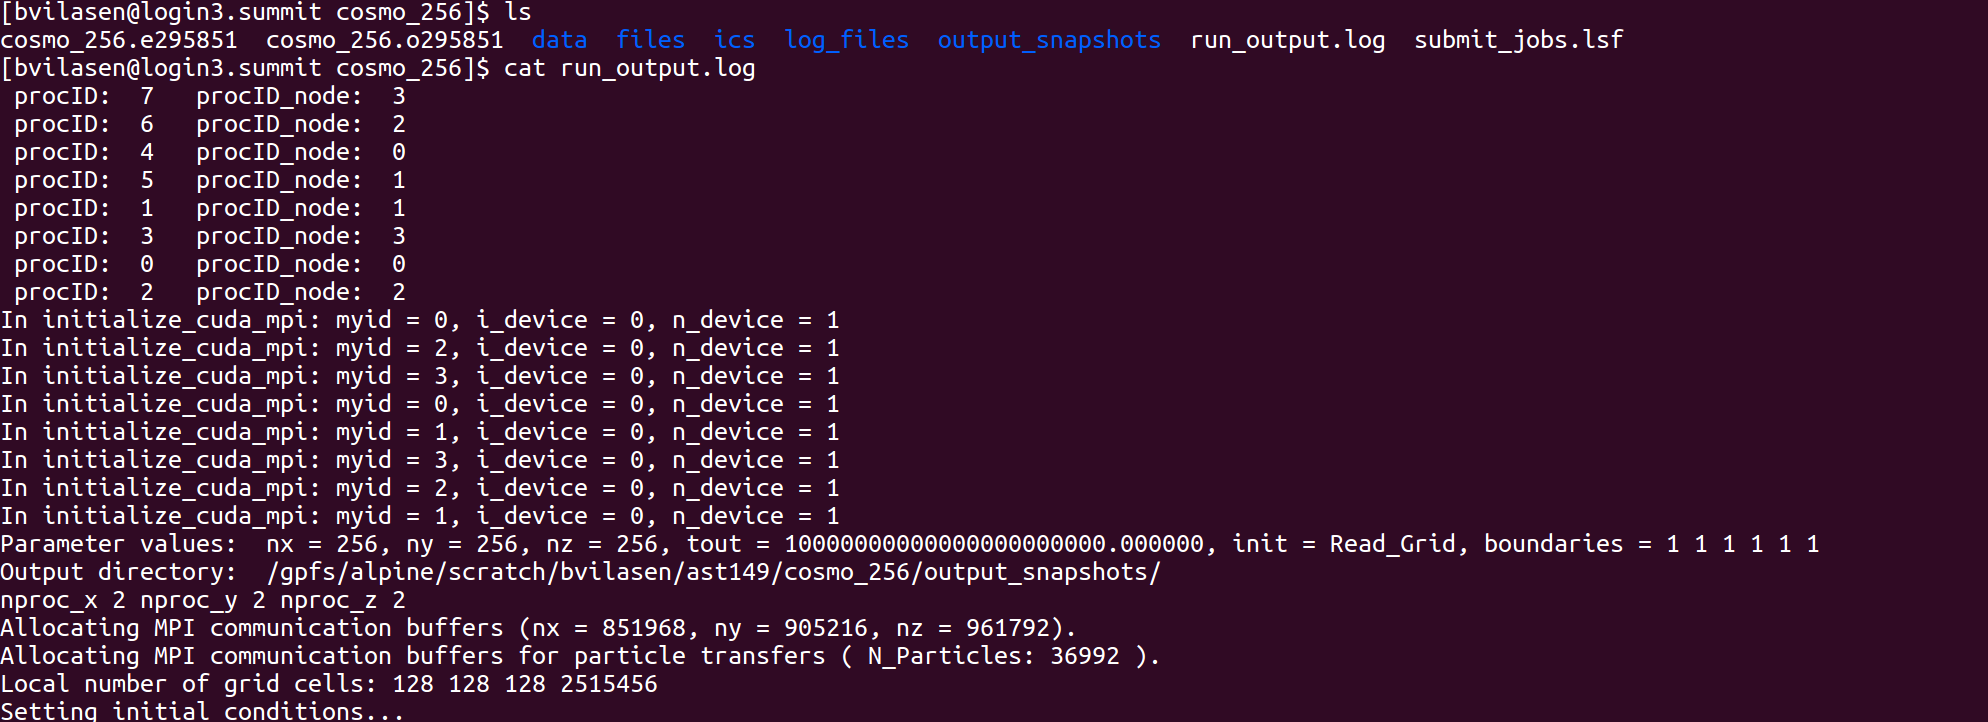 [bvilasen@login3.summit cosmo_256]$ ls
cosmo_256.e295851  cosmo_256.o295851  data  files  ics  log_files  output_snapshots  run_output.log  submit_jobs.lsf
[bvilasen@login3.summit cosmo_256]$ cat run_output.log
 procID:  7   procID_node:  3
 procID:  6   procID_node:  2
 procID:  4   procID_node:  0
 procID:  5   procID_node:  1
 procID:  1   procID_node:  1
 procID:  3   procID_node:  3
 procID:  0   procID_node:  0
 procID:  2   procID_node:  2
In initialize_cuda_mpi: myid = 0, i_device = 0, n_device = 1
In initialize_cuda_mpi: myid = 2, i_device = 0, n_device = 1
In initialize_cuda_mpi: myid = 3, i_device = 0, n_device = 1
In initialize_cuda_mpi: myid = 0, i_device = 0, n_device = 1
In initialize_cuda_mpi: myid = 1, i_device = 0, n_device = 1
In initialize_cuda_mpi: myid = 3, i_device = 0, n_device = 1
In initialize_cuda_mpi: myid = 2, i_device = 0, n_device = 1
In initialize_cuda_mpi: myid = 1, i_device = 0, n_device = 1
Parameter values:  nx = 256, ny = 256, nz = 256, tout = 10000000000000000000000.000000, init = Read_Grid, boundaries = 1 1 1 1 1 1
Output directory:  /gpfs/alpine/scratch/bvilasen/ast149/cosmo_256/output_snapshots/
nproc_x 2 nproc_y 2 nproc_z 2
Allocating MPI communication buffers (nx = 851968, ny = 905216, nz = 961792).
Allocating MPI communication buffers for particle transfers ( N_Particles: 36992 ).
Local number of grid cells: 128 128 128 2515456
Setting initial conditions...